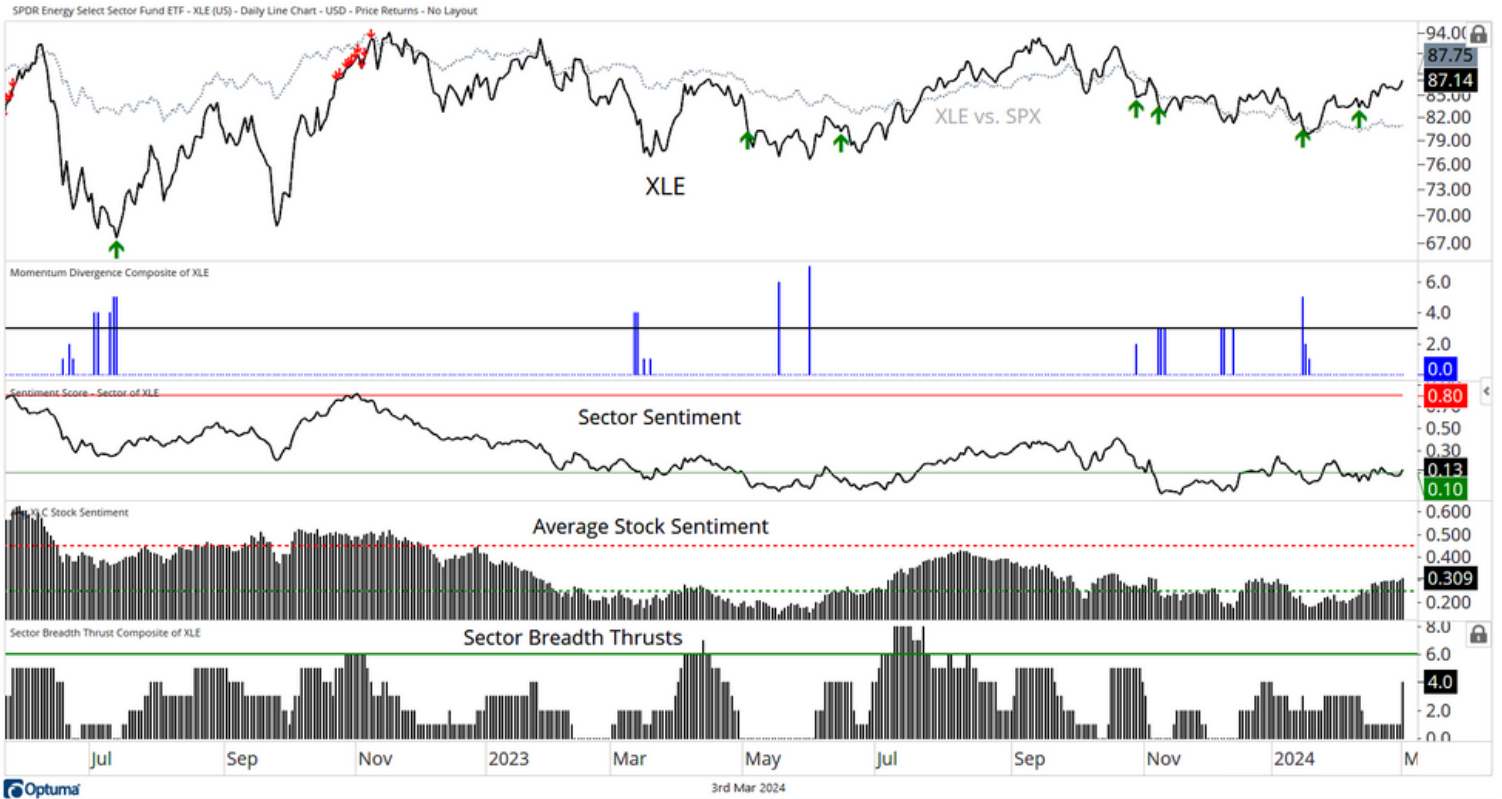 SPDR Energy Select Sector Fund ETF - XLE (US) - Daily Line Chart - USD - Price Returns - No Layout
94.00
87.75
87.14
85.00
82.00
79.00
76.00
73.00
70.00
67.00
XLE vs. SPX
XLE
Momentum Divergence Composite of XLE
6.0
4.0
2.0
0.0
Sentiment Score - Sector of XLE
Sector Sentiment
0.80
0.70
0.50
0.30
0.13
0.10
XLC Stock Sentiment
Average Stock Sentiment
0.600
0.500
0.400
0.309
0.200
Sector Breadth Thrust Composite of XLE
Sector Breadth Thrusts
8.0
6.0
4.0
2.0
0.0
Jul Sep Nov 2023 Mar May Jul Sep Nov 2024 M
Optuma
3rd Mar 2024